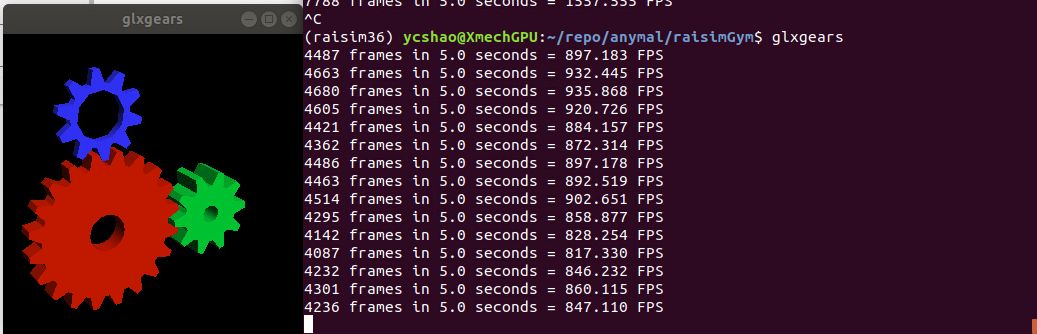 glxgears
7788 frames in 5.0 seconds = 1557.555 FPS
^C
(raisim36) ycshao@XmechGPU:~/repo/anymal/raisimGym$ glxgears
4487 frames in 5.0 seconds = 897.183 FPS
4663 frames in 5.0 seconds = 932.445 FPS
4680 frames in 5.0 seconds = 935.868 FPS
4605 frames in 5.0 seconds = 920.726 FPS
4421 frames in 5.0 seconds = 884.157 FPS
4362 frames in 5.0 seconds = 872.314 FPS
4486 frames in 5.0 seconds = 897.178 FPS
4463 frames in 5.0 seconds = 892.519 FPS
4514 frames in 5.0 seconds = 902.651 FPS
4295 frames in 5.0 seconds = 858.877 FPS
4142 frames in 5.0 seconds = 828.254 FPS
4087 frames in 5.0 seconds = 817.330 FPS
4232 frames in 5.0 seconds = 846.232 FPS
4301 frames in 5.0 seconds = 860.115 FPS
4236 frames in 5.0 seconds = 847.110 FPS